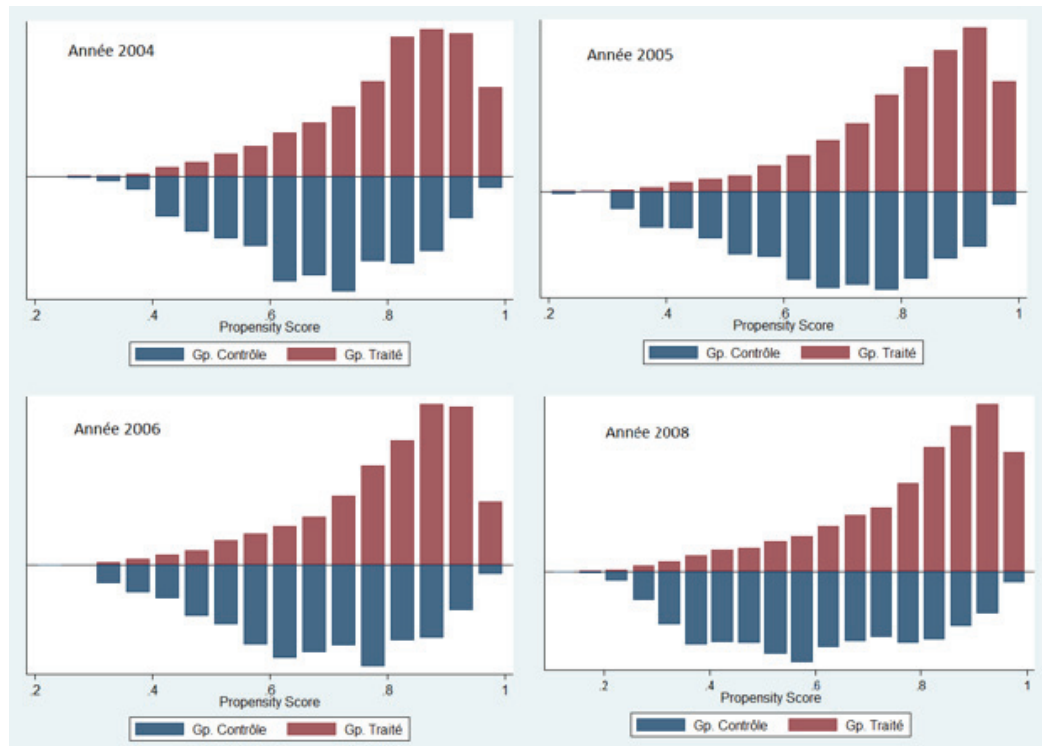 Année 2004
.2 .4 .6 .8 1
Propensity Score
Gp. Contrôle Gp. Traité
Année 2005
.2 .4 .6 .8 1
Propensity Score
Gp. Contrôle Gp. Traité
Année 2006
.2 .4 .6 .8 1
Propensity Score
Gp. Contrôle Gp. Traité
Année 2008
.2 .4 .6 .8 1
Propensity Score
Gp. Contrôle Gp. Traité